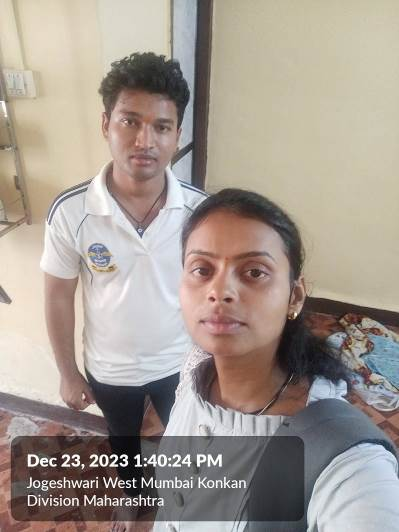 Dec 23, 2023 1:40:24 PM
Jogeshwari West Mumbai Konkan
Division Maharashtra